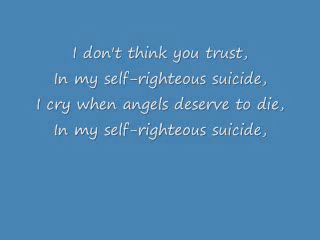 I don't think you trust,
In my self-righteous suicide,
I cry when angels deserve to die,
In my self-righteous suicide,